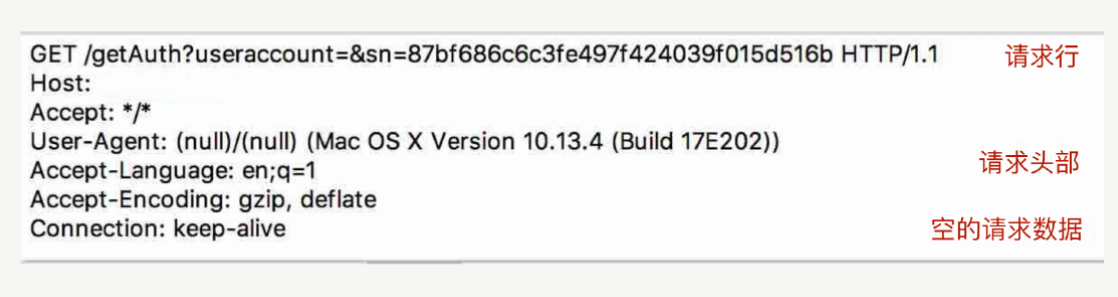 GET /getAuth?useraccount=&sn=87bf686c6c3fe497f424039f015d516b HTTP/1.1 请求行
Host:
Accept: */*
User-Agent: (null)/(null) (Mac OS X Version 10.13.4 (Build 17E202))
Accept-Language: en;q=1 请求头部
Accept-Encoding: gzip, deflate
Connection: keep-alive 空的请求数据